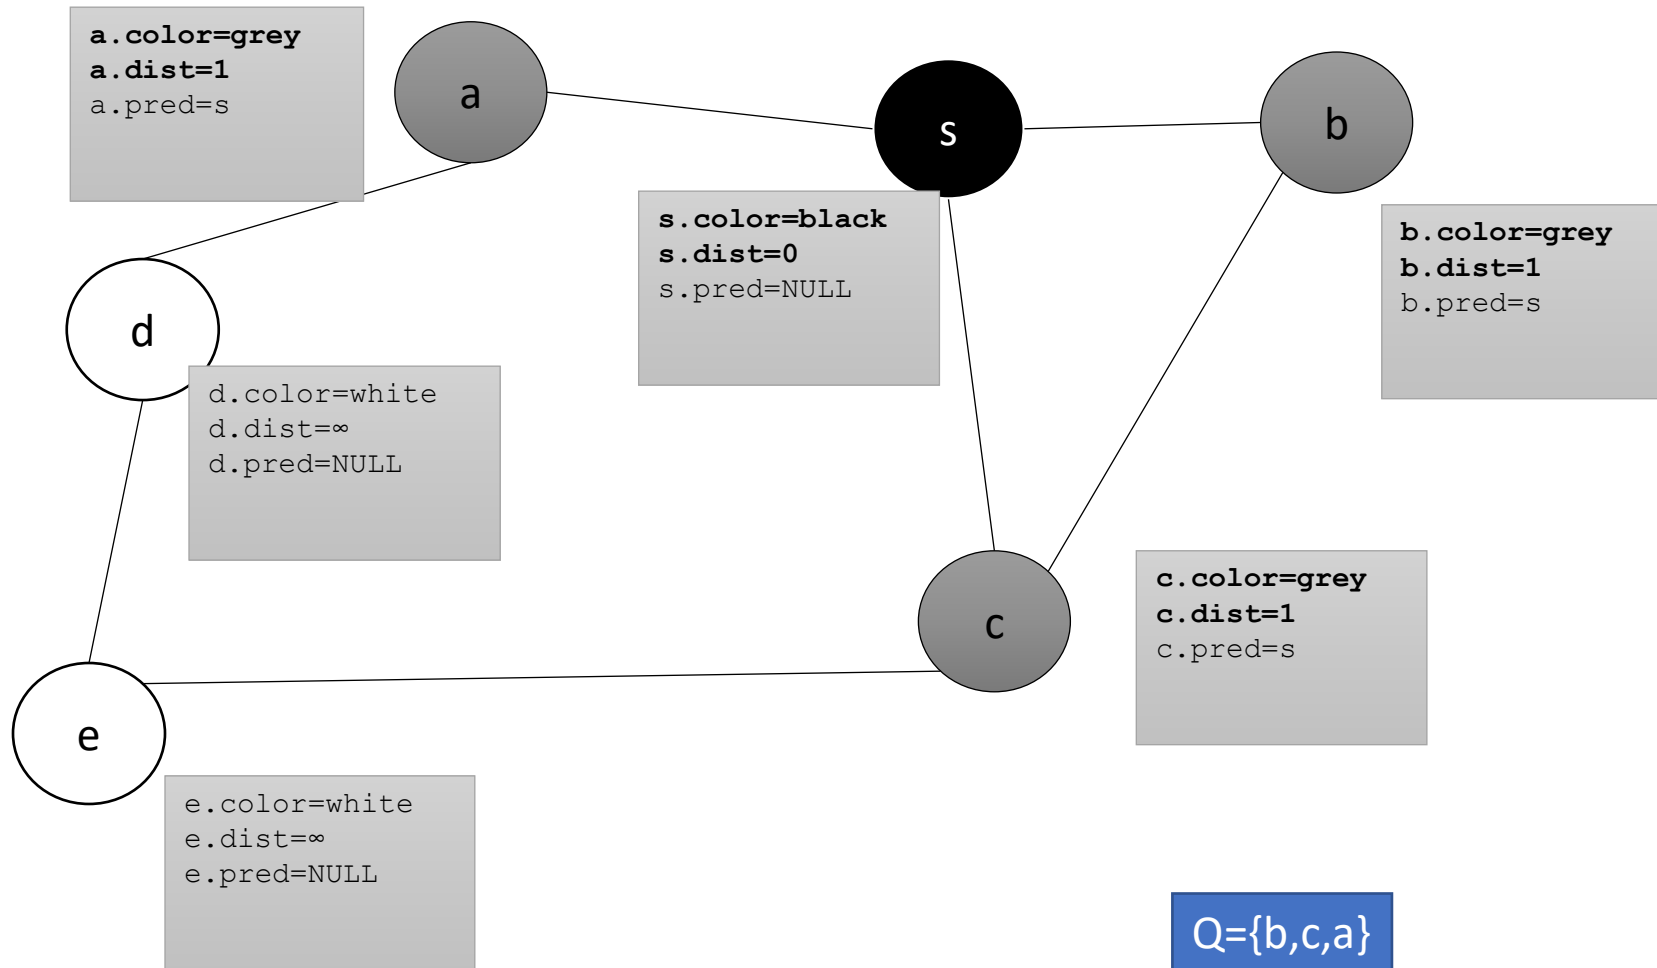 a.color=grey
a.dist=1
a.pred=s
a
s
b
s.color=black
s.dist=0
s.pred=NULL
b.color=grey
b.dist=1
b.pred=s
d
d.color=white
d.dist=∞
d.pred=NULL
c
c.color=grey
c.dist=1
c.pred=s
e
e.color=white
e.dist=∞
e.pred=NULL
Q={b,c,a}